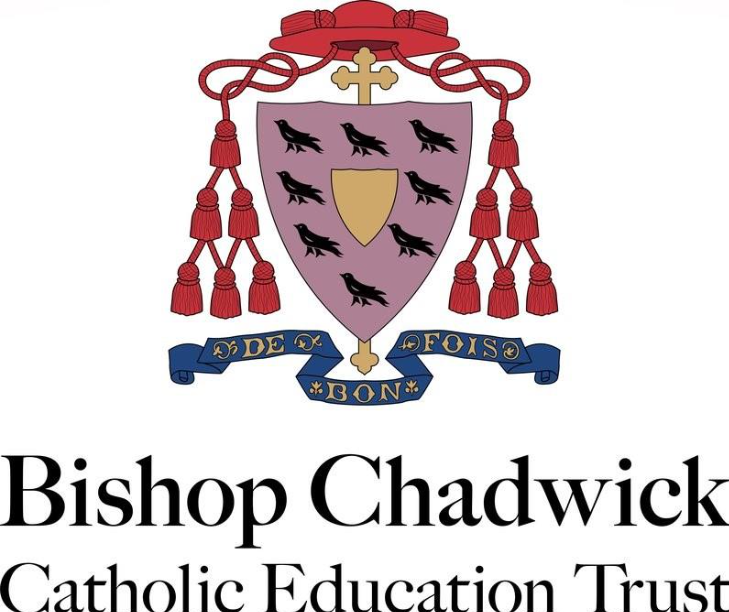 DE BON FOIS
Bishop Chadwick
Catholic Education Trust